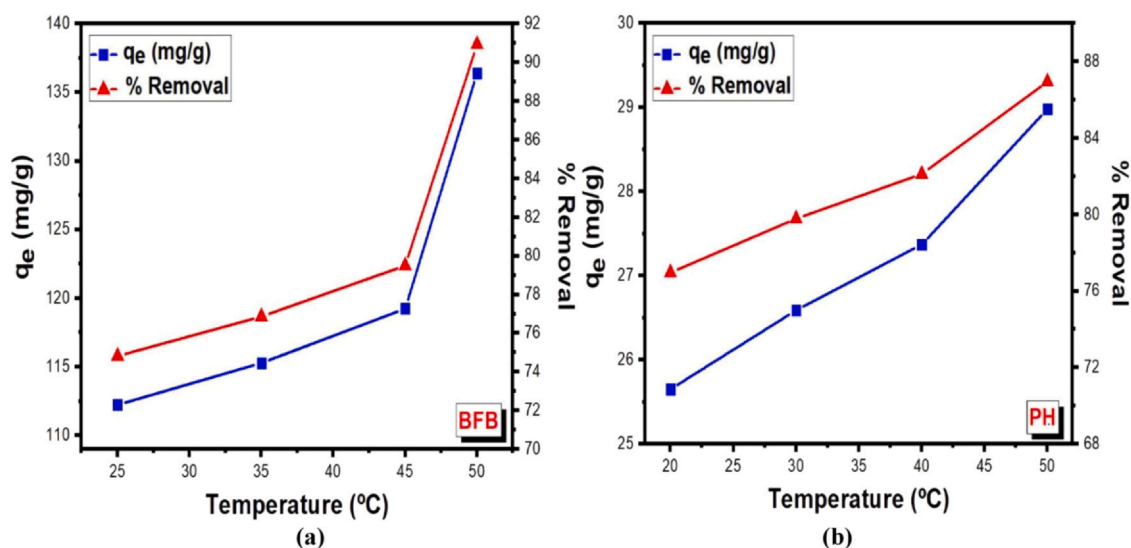 qe (mg/g)
140
135
130
125
120
115
110
qe (mg/g)
% Removal
BFB
92
90
88
86
84
82
80
78
76
74
72
70
% Removal
25 30 35 40 45 50
Temperature (ºC)
(a)
qe (mg/g)
30
29
28
27
26
25
qe (mg/g)
% Removal
PH
88
84
80
76
72
68
% Removal
20 25 30 35 40 45 50
Temperature (ºC)
(b)